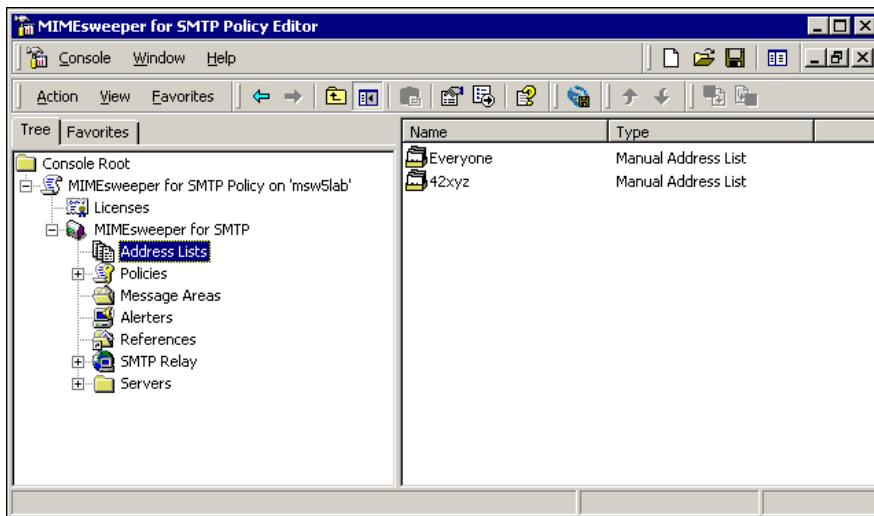 MIMEsweeper for SMTP Policy Editor
Console Window Help
Action View Favorites
Tree Favorites
Console Root
MIMEsweeper for SMTP Policy on 'msw5lab'
Licenses
MIMEsweeper for SMTP
Address Lists
Policies
Message Areas
Alerters
References
SMTP Relay
Servers
Name Type
Everyone Manual Address List
42xyz Manual Address List